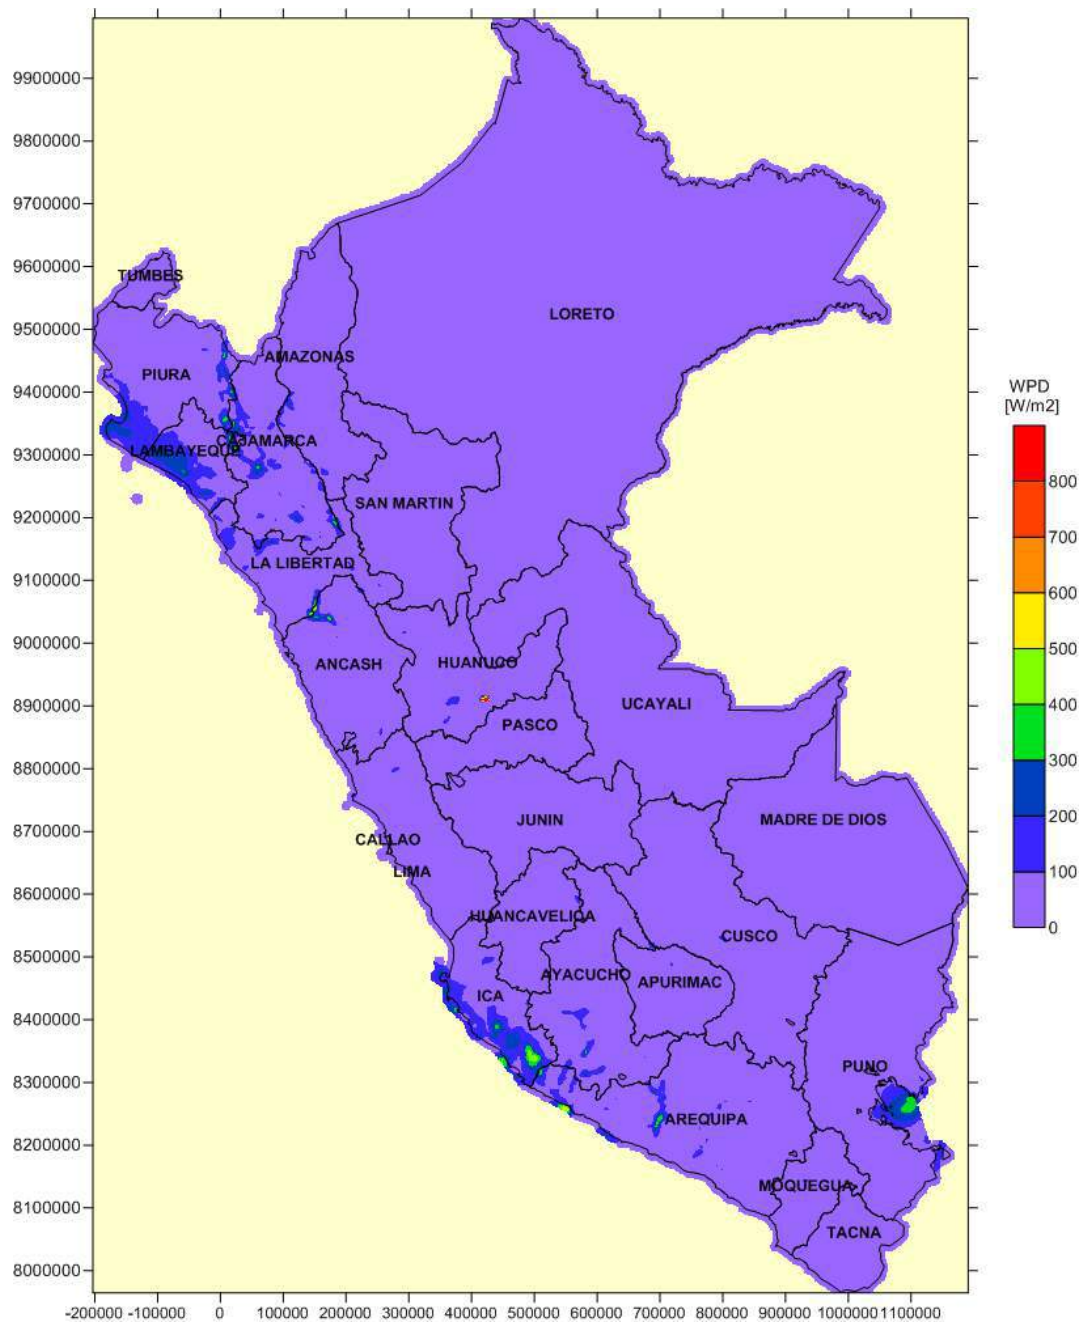 9900000
9800000
9700000
9600000
9500000
9400000
9300000
9200000
9100000
9000000
8900000
8800000
8700000
8600000
8500000
8400000
8300000
8200000
8100000
8000000
TUMBES
LORETO
AMAZONAS
PIURA
CAJAMARCA
LAMBAYEQUE
SAN MARTIN
LA LIBERTAD
ANCASH
HUANUCO
UCAYALI
PASCO
JUNIN
MADRE DE DIOS
CALLAO
LIMA
HUANCAVELICA
CUSCO
AYACUCHO
APURIMAC
ICA
PUNO
AREQUIPA
MOQUEGUA
TACNA
-200000 -100000 0 100000 200000 300000 400000 500000 600000 700000 800000 900000 1000000 1100000
WPD
[W/m2]
800
700
600
500
400
300
200
100
0